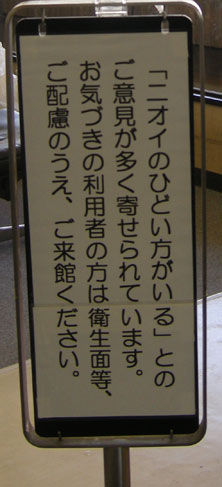 「ニオイのひどい方がいる」との
ご意見が多く寄せられています。
お気づきの利用者の方は衛生面等、
ご配慮のうえ、ご来館ください。